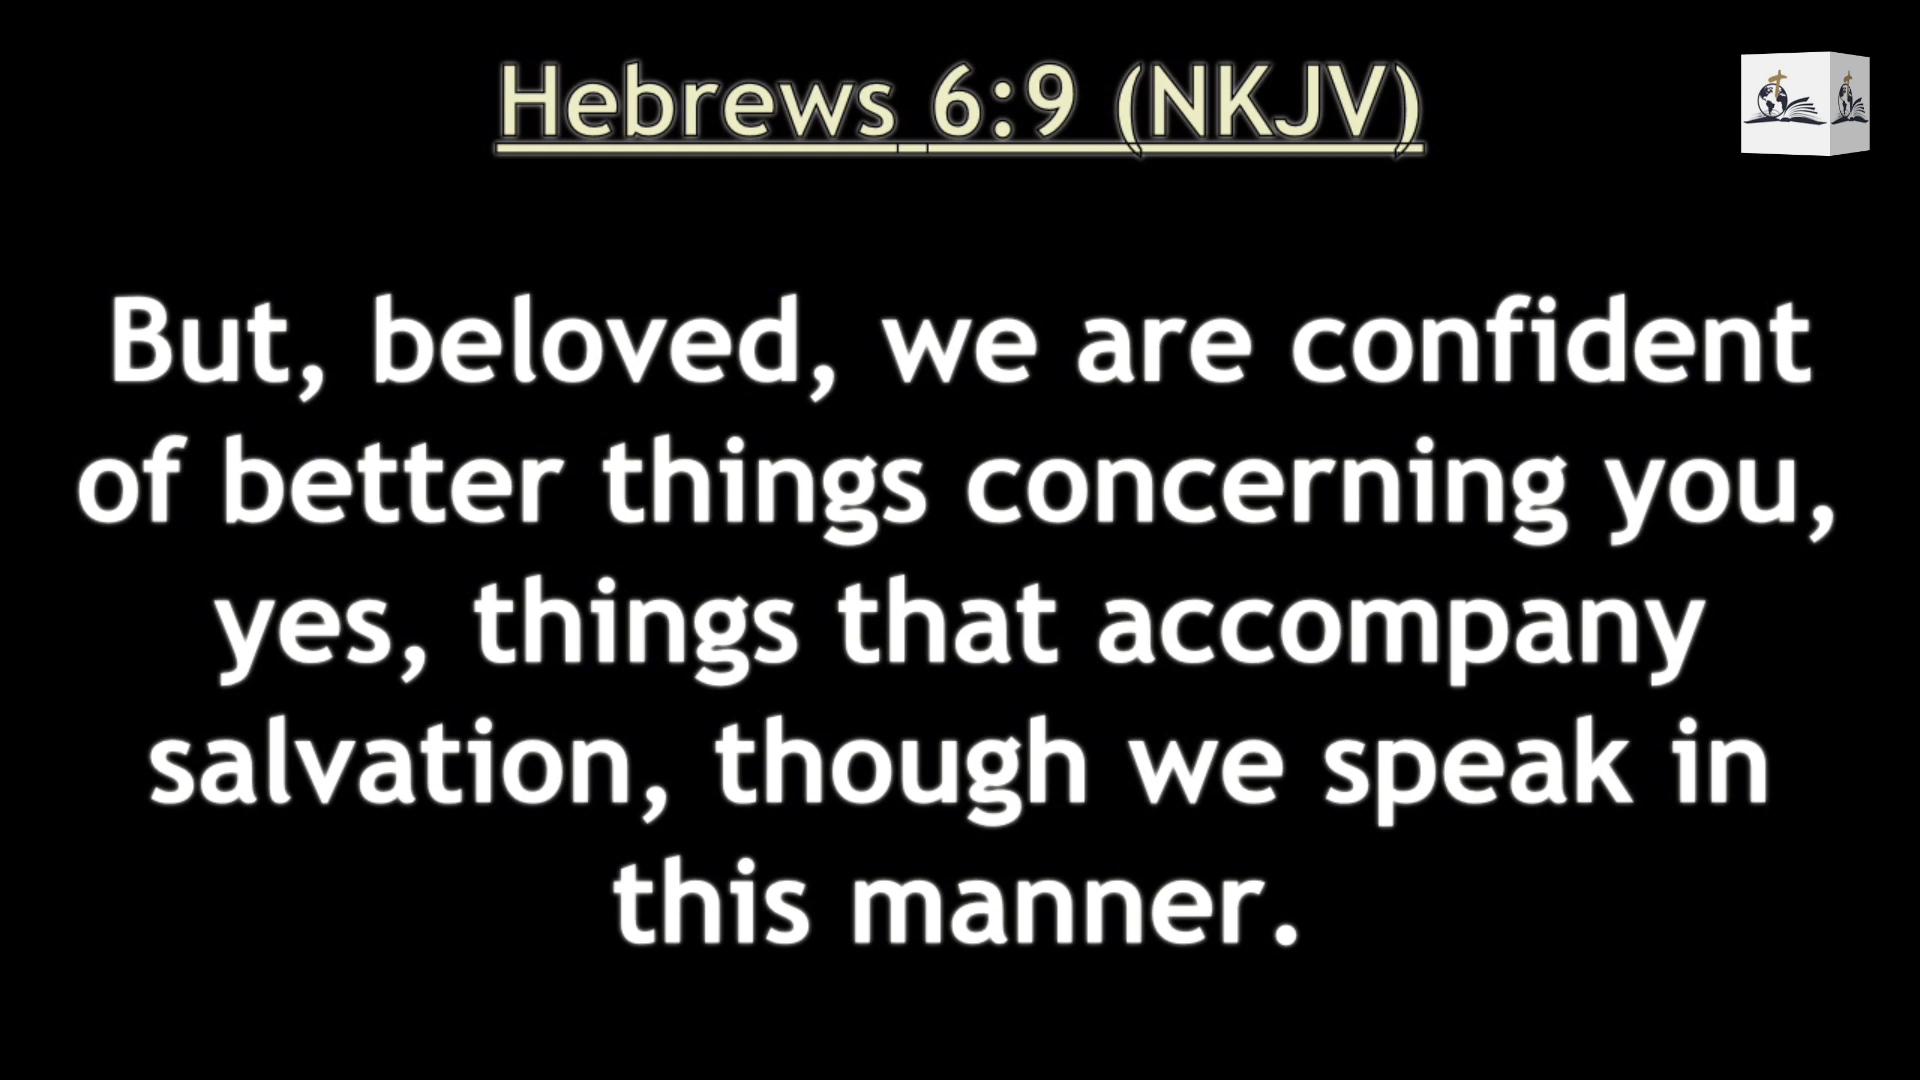 Hebrews 6:9 (NKJV)
But, beloved, we are confident
of better things concerning you,
yes, things that accompany
salvation, though we speak in
this manner.